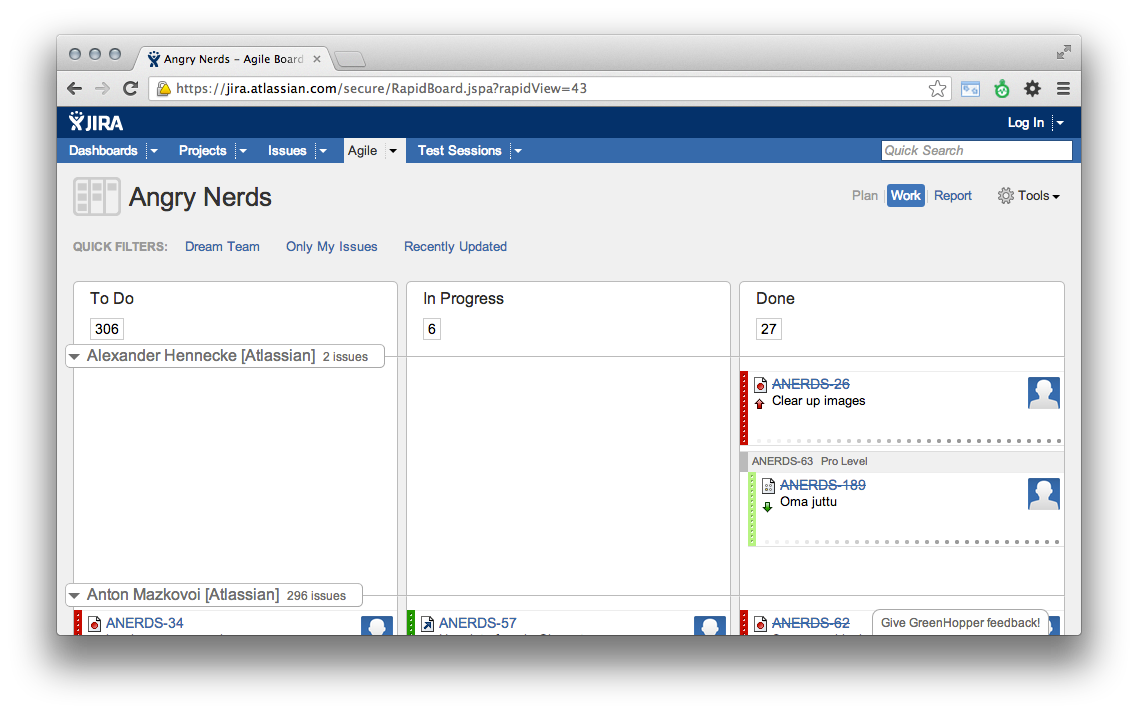 Angry Nerds – Agile Board
https://jira.atlassian.com/secure/RapidBoard.jspa?rapidView=43
JIRA
Log In
Dashboards Projects Issues Agile Test Sessions Quick Search
Angry Nerds
Plan Work Report Tools
QUICK FILTERS: Dream Team Only My Issues Recently Updated
To Do In Progress Done
306 6 27
Alexander Hennecke [Atlassian] 2 issues
ANERDS-26
Clear up images
ANERDS-63 Pro Level
ANERDS-189
Oma juttu
Anton Mazkovoi [Atlassian] 296 issues
ANERDS-34 ANERDS-57 ANERDS-62
Give GreenHopper feedback!